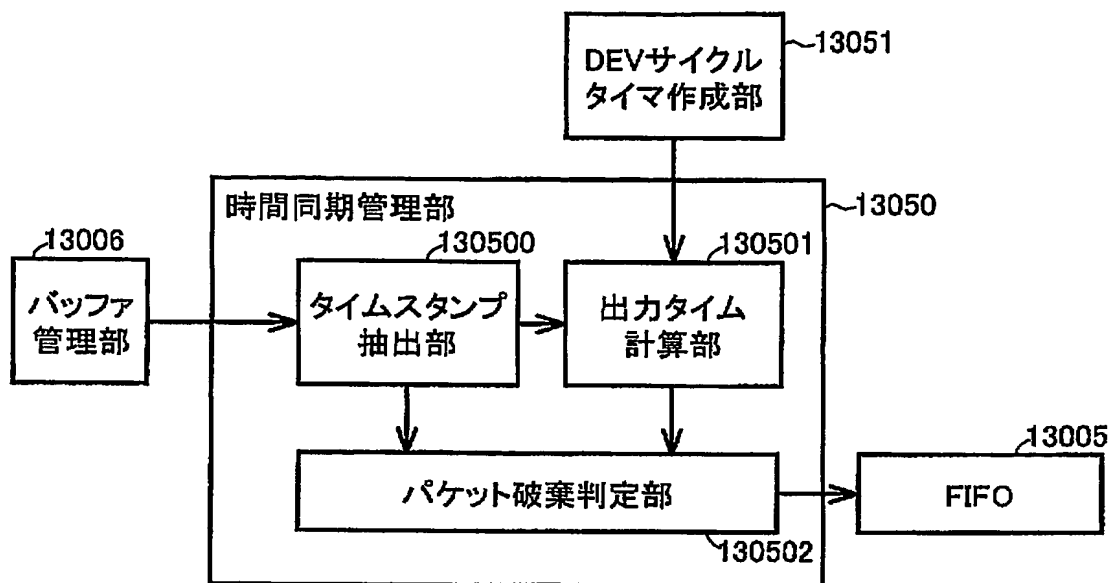 13051
DEVサイクル
タイマ作成部
時間同期管理部
13050
13006
バッファ
管理部
130500
タイムスタンプ
抽出部
130501
出力タイム
計算部
パケット破棄判定部
130502
13005
FIFO